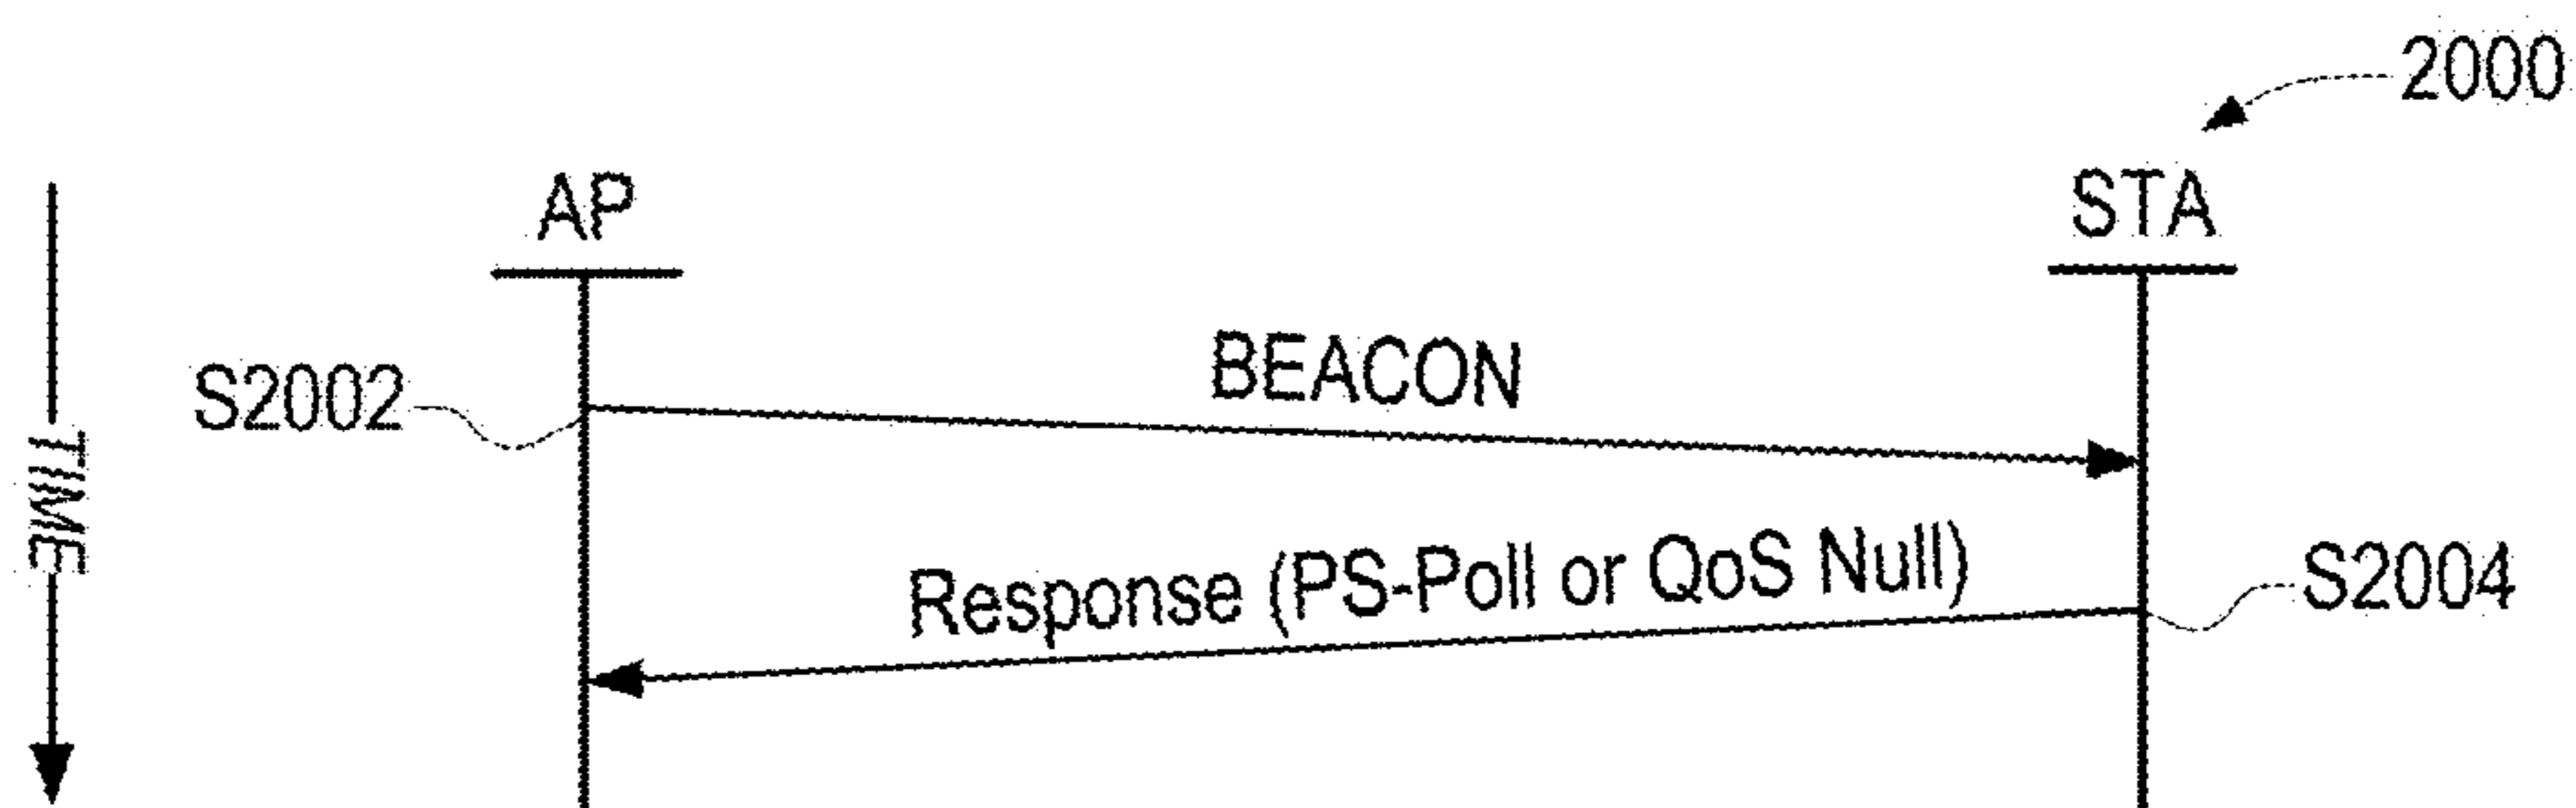 2000
AP
STA
BEACON
S2002
TIME
Response (PS-Poll or QoS Null)
S2004